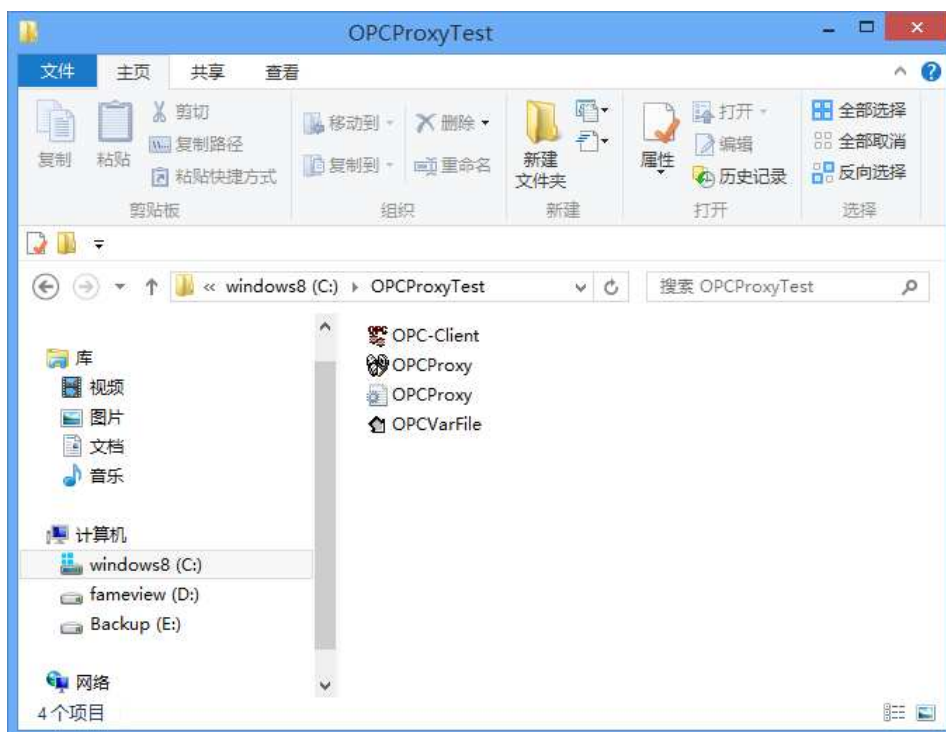 OPCProxyTest
文件 主页 共享 查看
复制
粘贴
剪切
复制路径
粘贴快捷方式
剪贴板
移动到
复制到
删除
重命名
组织
新建
文件夹
新建
属性
打开
编辑
历史记录
打开
全部选择
全部取消
反向选择
选择
« windows8 (C:) OPCProxyTest
搜索 OPCProxyTest
库
视频
图片
文档
音乐
计算机
windows8 (C:)
fameview (D:)
Backup (E:)
网络
OPC-Client
OPCProxy
OPCProxy
OPCVarFile
4 个项目